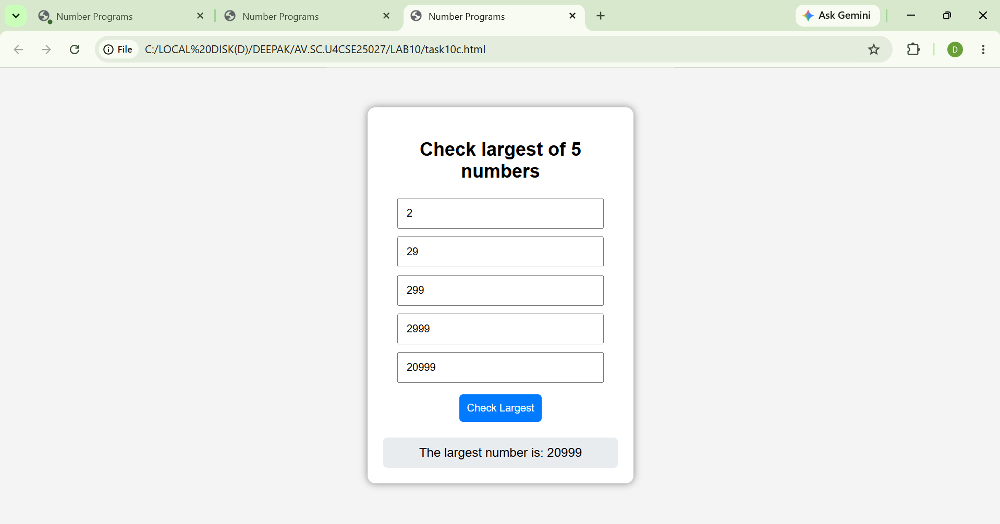 Number Programs
Number Programs
Number Programs
Ask Gemini
File
C:/LOCAL%20DISK(D)/DEEPAK/AV.SC.U4CSE25027/LAB10/task10c.html
D
Check largest of 5
numbers
2
29
299
2999
20999
Check Largest
The largest number is: 20999